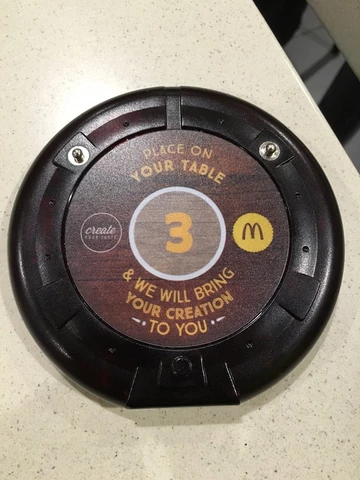 PLACE ON
YOUR TABLE
create
YOUR TASTE
3
M
& WE WILL BRING
YOUR CREATION
TO YOU